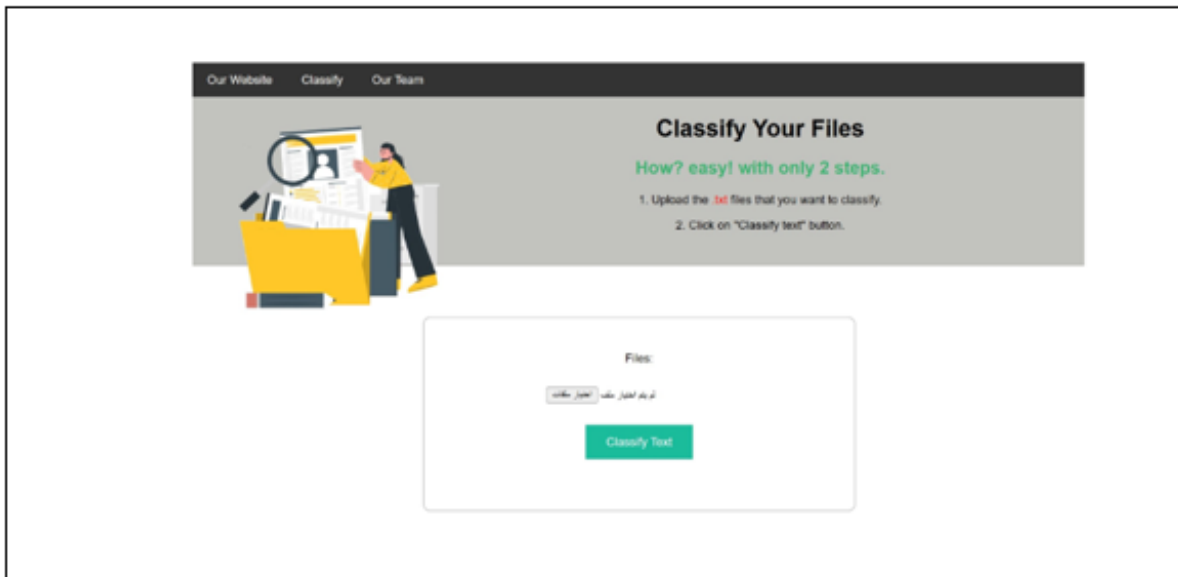 Our Website Classify Our Team
Classify Your Files
How? easy! with only 2 steps.
1. Upload the .txt files that you want to classify.
2. Click on "Classify text" button.
Files:
اختيار ملفات لم يتم اختيار ملف
Classify Text